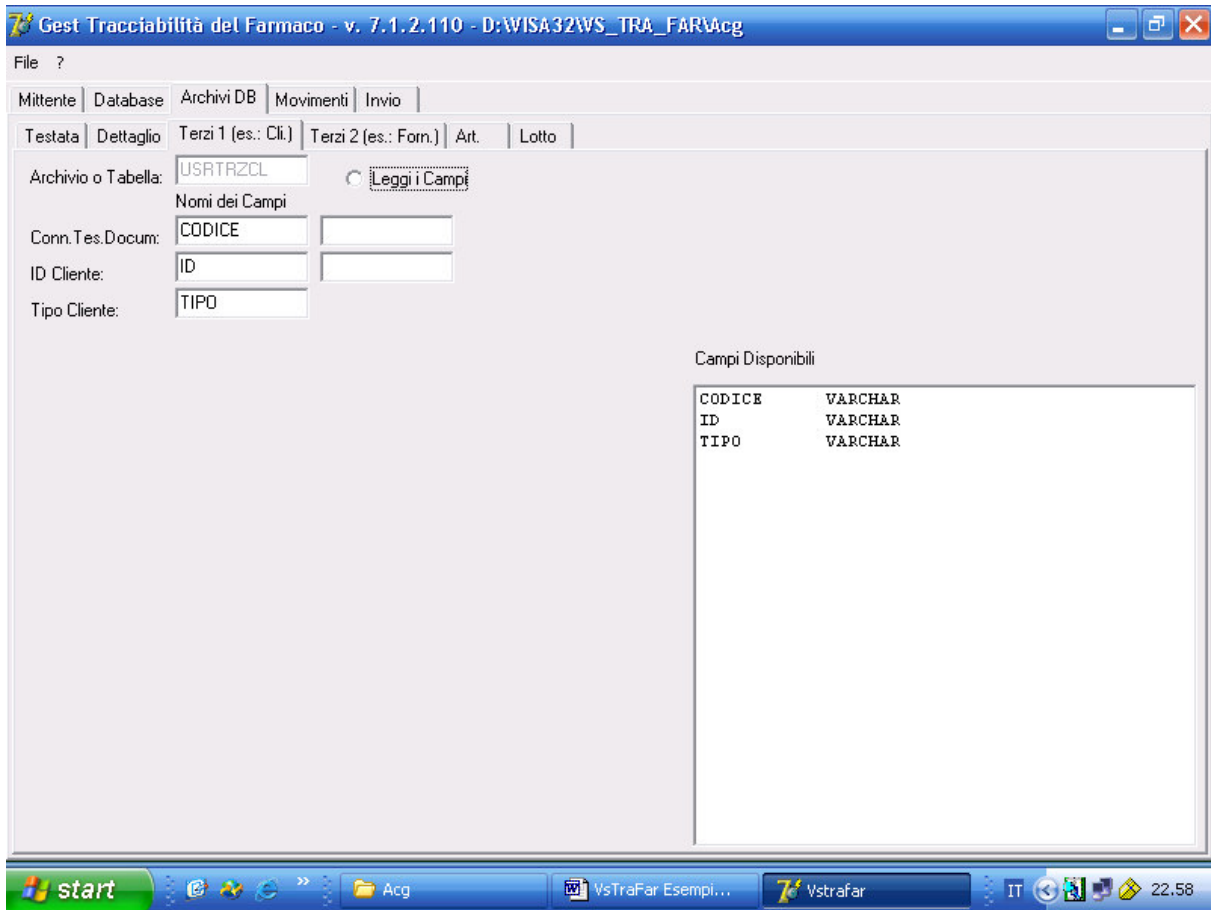 Gest Tracciabilità del Farmaco - v. 7.1.2.110 - D:\WISA32\VS_TRA_FAR\Acg
File ?
Mittente Database Archivi DB Movimenti Invio
Testata Dettaglio Terzi 1 (es.: Cli.) Terzi 2 (es.: Forn.) Art. Lotto
Archivio o Tabella: USRTRZCL Leggi i Campi
Nomi dei Campi
Conn.Tes.Docum: CODICE
ID Cliente: ID
Tipo Cliente: TIPO
Campi Disponibili
CODICE VARCHAR
ID VARCHAR
TIPO VARCHAR
start Acg VsTraFar Esempi... Vstrafar IT 22.58